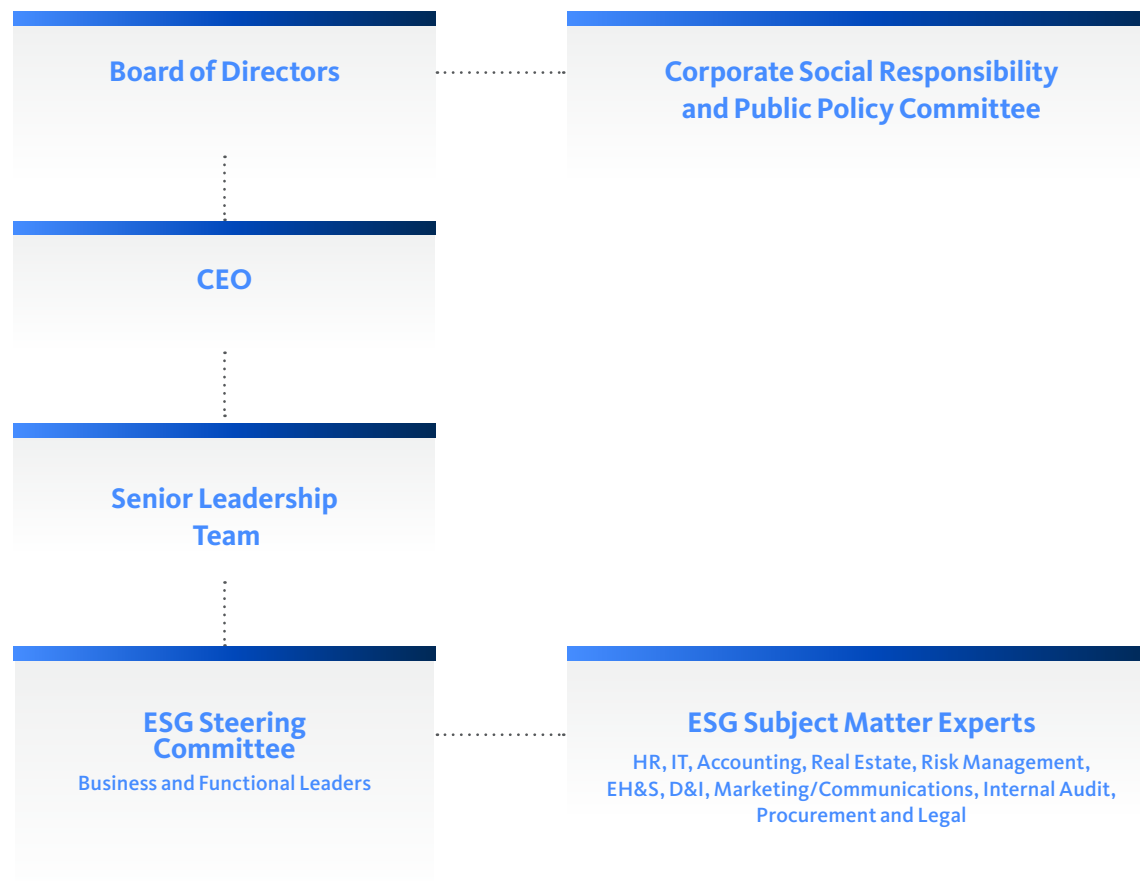 Board of Directors
Corporate Social Responsibility
and Public Policy Committee
CEO
Senior Leadership
Team
ESG Steering
Committee
Business and Functional Leaders
ESG Subject Matter Experts
HR, IT, Accounting, Real Estate, Risk Management,
EH&S, D&I, Marketing/Communications, Internal Audit,
Procurement and Legal